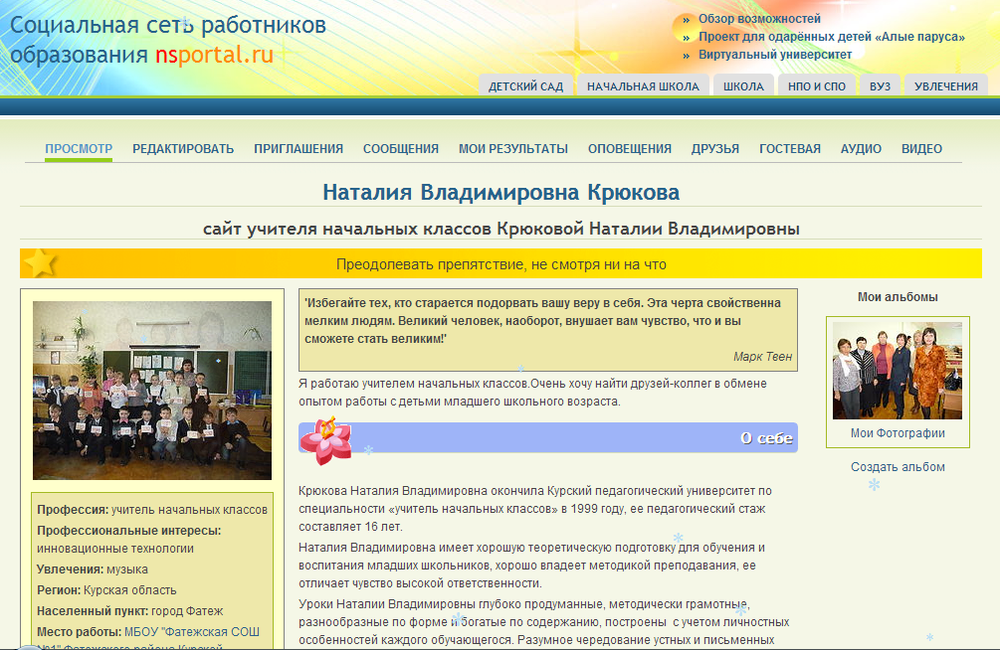 Социальная сеть работников
образования nsportal.ru
» Обзор возможностей
» Проект для одарённых детей «Алые паруса»
» Виртуальный университет
ДЕТСКИЙ САД НАЧАЛЬНАЯ ШКОЛА ШКОЛА НПО И СПО ВУЗ УВЛЕЧЕНИЯ
ПРОСМОТР РЕДАКТИРОВАТЬ ПРИГЛАШЕНИЯ СООБЩЕНИЯ МОИ РЕЗУЛЬТАТЫ ОПОВЕЩЕНИЯ ДРУЗЬЯ ГОСТЕВАЯ АУДИО ВИДЕО
Наталия Владимировна Крюкова
сайт учителя начальных классов Крюковой Наталии Владимировны
Преодолевать препятствие, не смотря ни на что
Профессия: учитель начальных классов
Профессиональные интересы:
инновационные технологии
Увлечения: музыка
Регион: Курская область
Населенный пункт: город Фатеж
Место работы: МБОУ "Фатежская СОШ
№1" Фатежского района Курской
'Избегайте тех, кто старается подорвать вашу веру в себя. Эта черта свойственна
мелким людям. Великий человек, наоборот, внушает вам чувство, что и вы
сможете стать великим!'
Марк Твен
Я работаю учителем начальных классов.Очень хочу найти друзей-коллег в обмене
опытом работы с детьми младшего школьного возраста.
О себе
Крюкова Наталия Владимировна окончила Курский педагогический университет по
специальности «учитель начальных классов» в 1999 году, ее педагогический стаж
составляет 16 лет.
Наталия Владимировна имеет хорошую теоретическую подготовку для обучения и
воспитания младших школьников, хорошо владеет методикой преподавания, ее
отличает чувство высокой ответственности.
Уроки Наталии Владимировны глубоко продуманные, методически грамотные,
разнообразные по форме и богатые по содержанию, построены с учетом личностных
особенностей каждого обучающегося. Разумное чередование устных и письменных
Мои альбомы
Мои Фотографии
Создать альбом